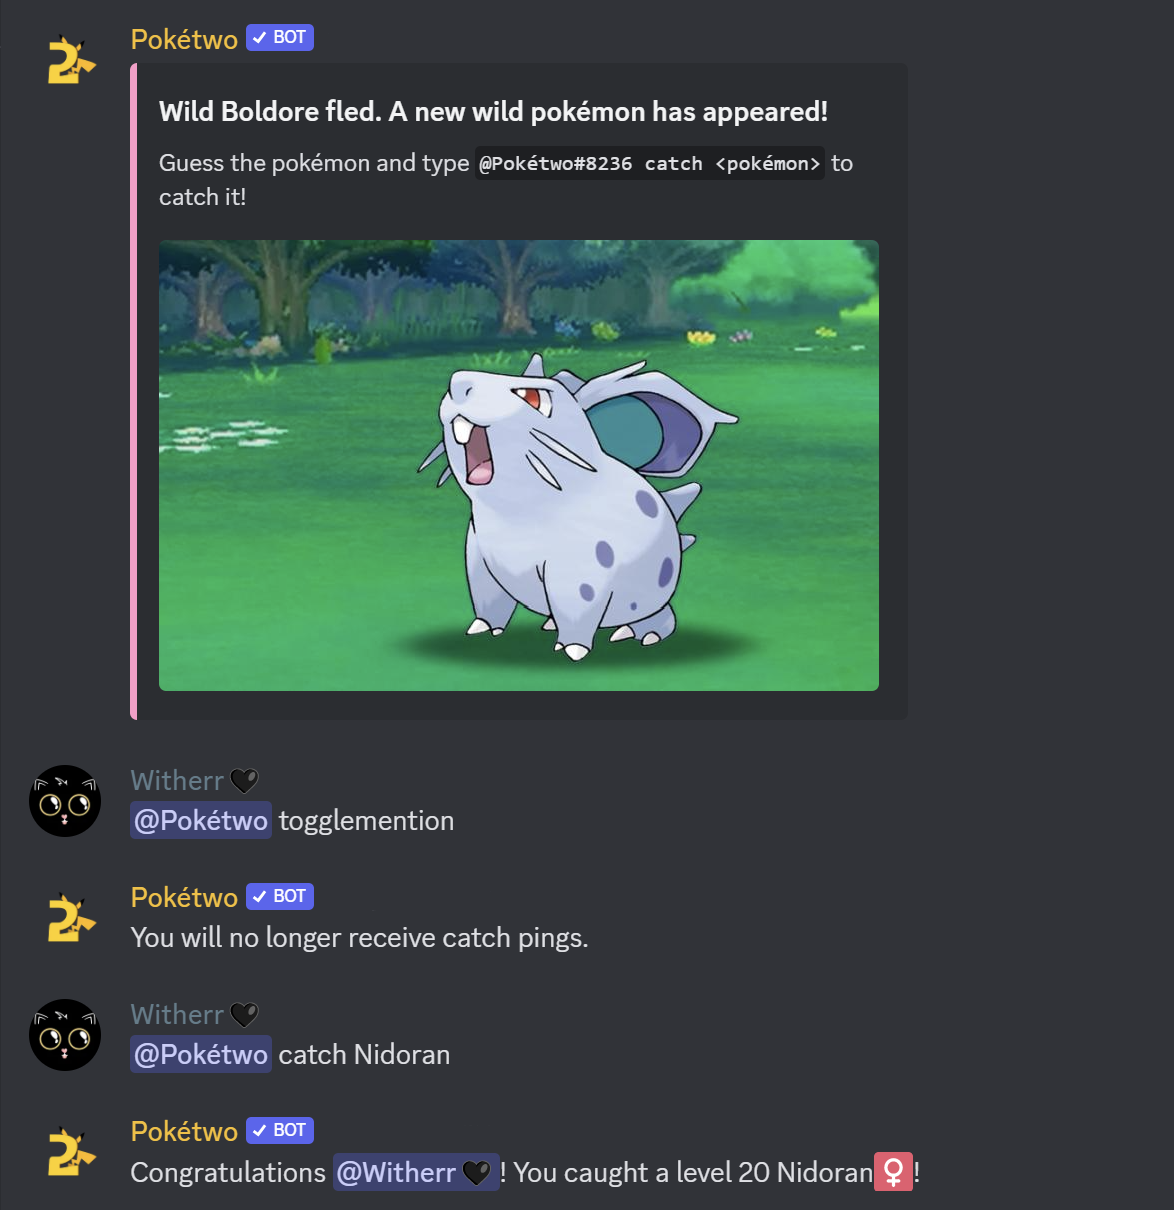 Pokétwo ✓ BOT
Wild Boldore fled. A new wild pokémon has appeared!
Guess the pokémon and type @Pokétwo#8236 catch <pokémon> to
catch it!
Witherr🖤
@Pokétwo togglemention
Pokétwo ✓ BOT
You will no longer receive catch pings.
Witherr🖤
@Pokétwo catch Nidoran
Pokétwo ✓ BOT
Congratulations @Witherr🖤! You caught a level 20 Nidoran♀!